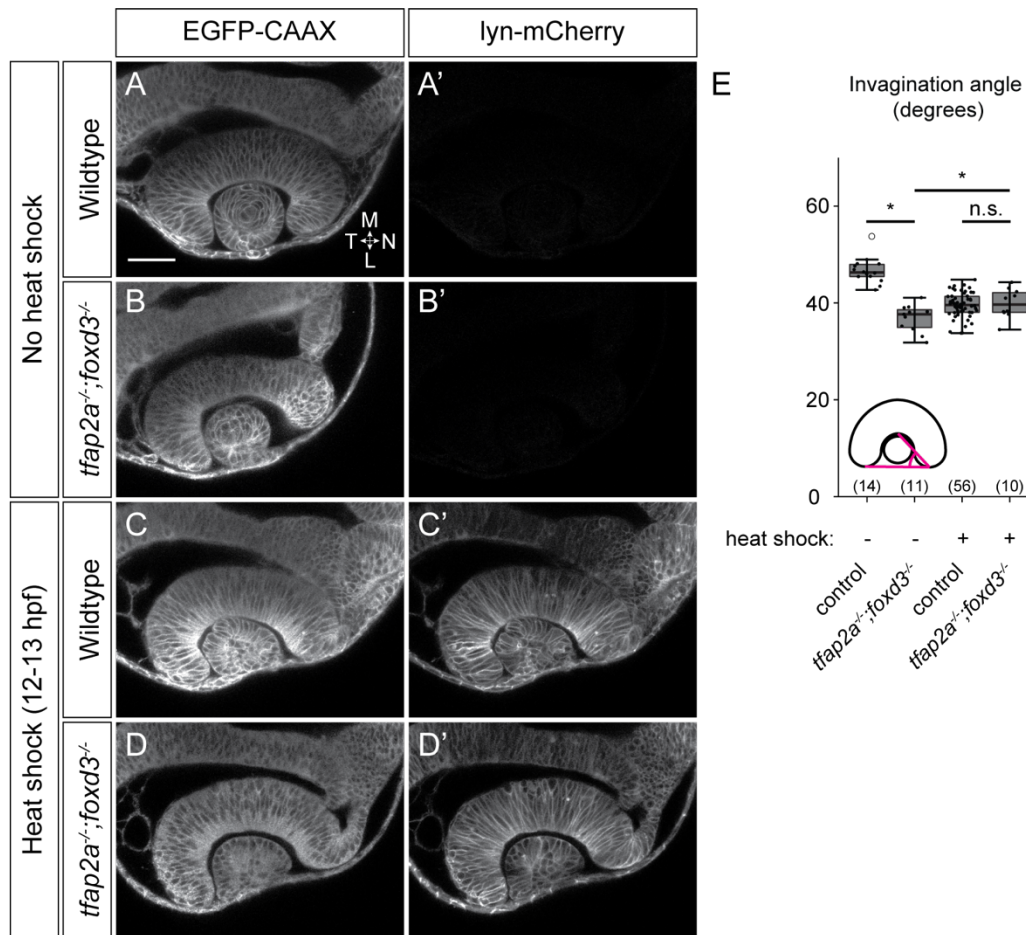 EGFP-CAAX
lyn-mCherry
No heat shock
Wildtype
A
A'
M
T N
L
tfap2a-/-;foxd3-/-
B
B'
Heat shock (12-13 hpf)
Wildtype
C
C'
tfap2a-/-;foxd3-/-
D
D'
E
Invagination angle
(degrees)
*
*
n.s.
60
40
20
0
(14) (11) (56) (10)
heat shock: - - + +
control
tfap2a-/-;foxd3-/-
control
tfap2a-/-;foxd3-/-